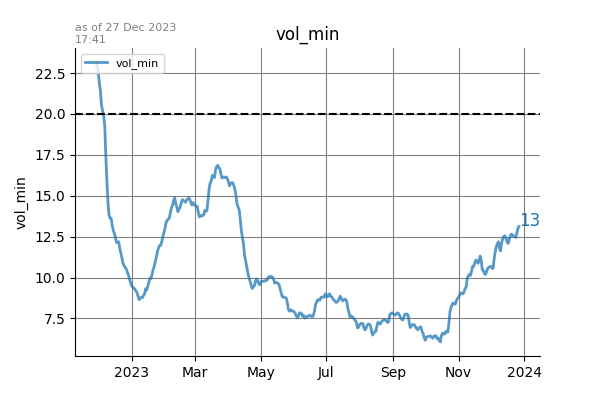 as of 27 Dec 2023
17:41
vol_min
vol_min
22.5
20.0
17.5
15.0
12.5
10.0
7.5
vol_min
13
2023 Mar May Jul Sep Nov 2024